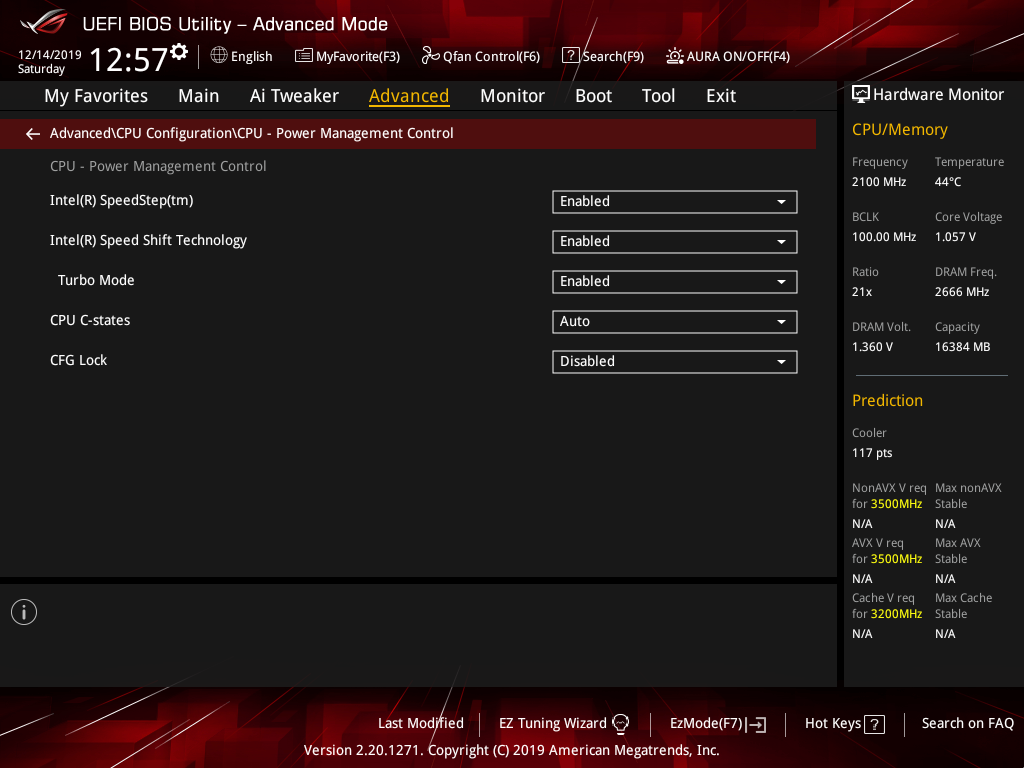 UEFI BIOS Utility – Advanced Mode
12/14/2019
Saturday
12:57
English
MyFavorite(F3)
Qfan Control(F6)
? Search(F9)
AURA ON/OFF(F4)
My Favorites Main Ai Tweaker Advanced Monitor Boot Tool Exit
Advanced\CPU Configuration\CPU - Power Management Control
CPU - Power Management Control
Intel(R) SpeedStep(tm) Enabled
Intel(R) Speed Shift Technology Enabled
Turbo Mode Enabled
CPU C-states Auto
CFG Lock Disabled
Hardware Monitor
CPU/Memory
Frequency Temperature
2100 MHz 44°C
BCLK Core Voltage
100.00 MHz 1.057 V
Ratio DRAM Freq.
21x 2666 MHz
DRAM Volt. Capacity
1.360 V 16384 MB
Prediction
Cooler
117 pts
NonAVX V req Max nonAVX
for 3500MHz Stable
N/A N/A
AVX V req Max AVX
for 3500MHz Stable
N/A N/A
Cache V req Max Cache
for 3200MHz Stable
N/A N/A
i
Last Modified EZ Tuning Wizard EzMode(F7) Hot Keys ? Search on FAQ
Version 2.20.1271. Copyright (C) 2019 American Megatrends, Inc.